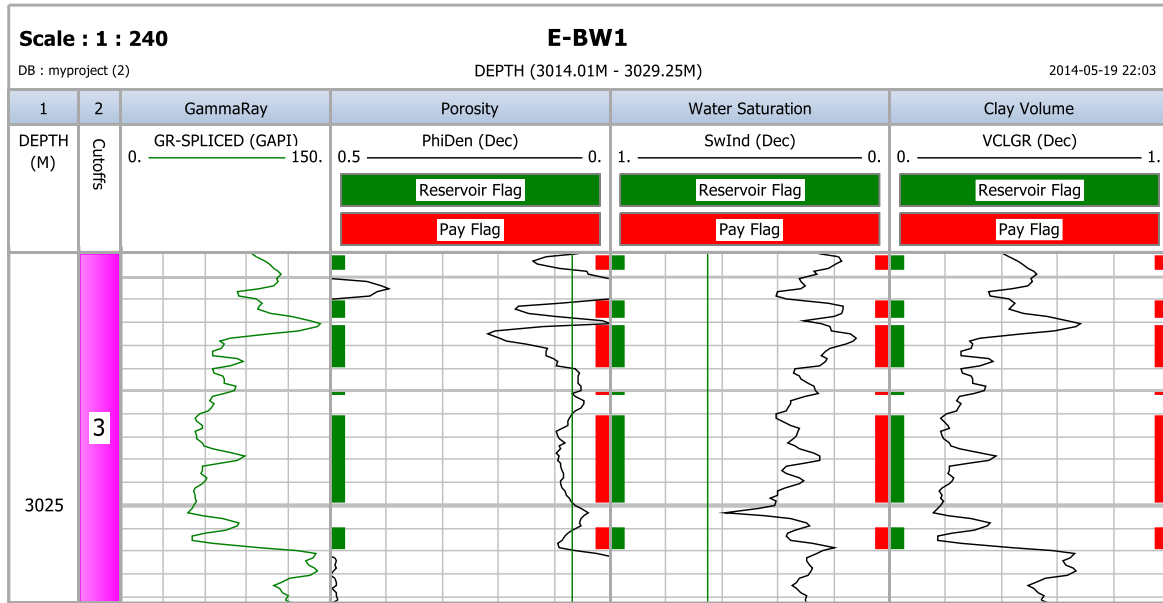 Scale : 1 : 240
E-BW1
DB : myproject (2)
DEPTH (3014.01M - 3029.25M)
2014-05-19 22:03
1 2 GammaRay Porosity Water Saturation Clay Volume
DEPTH (M)
Cutoffs
GR-SPLICED (GAPI)
0. 150.
PhiDen (Dec)
0.5 0.
Reservoir Flag
Pay Flag
SwInd (Dec)
1. 0.
Reservoir Flag
Pay Flag
VCLGR (Dec)
0. 1.
Reservoir Flag
Pay Flag
3
3025